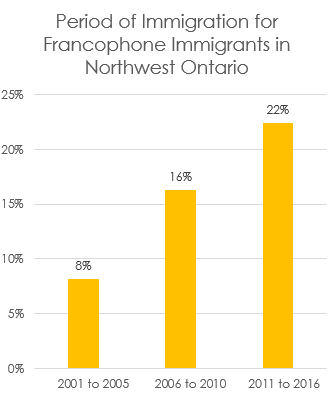 Period of Immigration for
Francophone Immigrants in
Northwest Ontario
25%
20%
15%
10%
5%
0%
8%
16%
22%
2001 to 2005
2006 to 2010
2011 to 2016